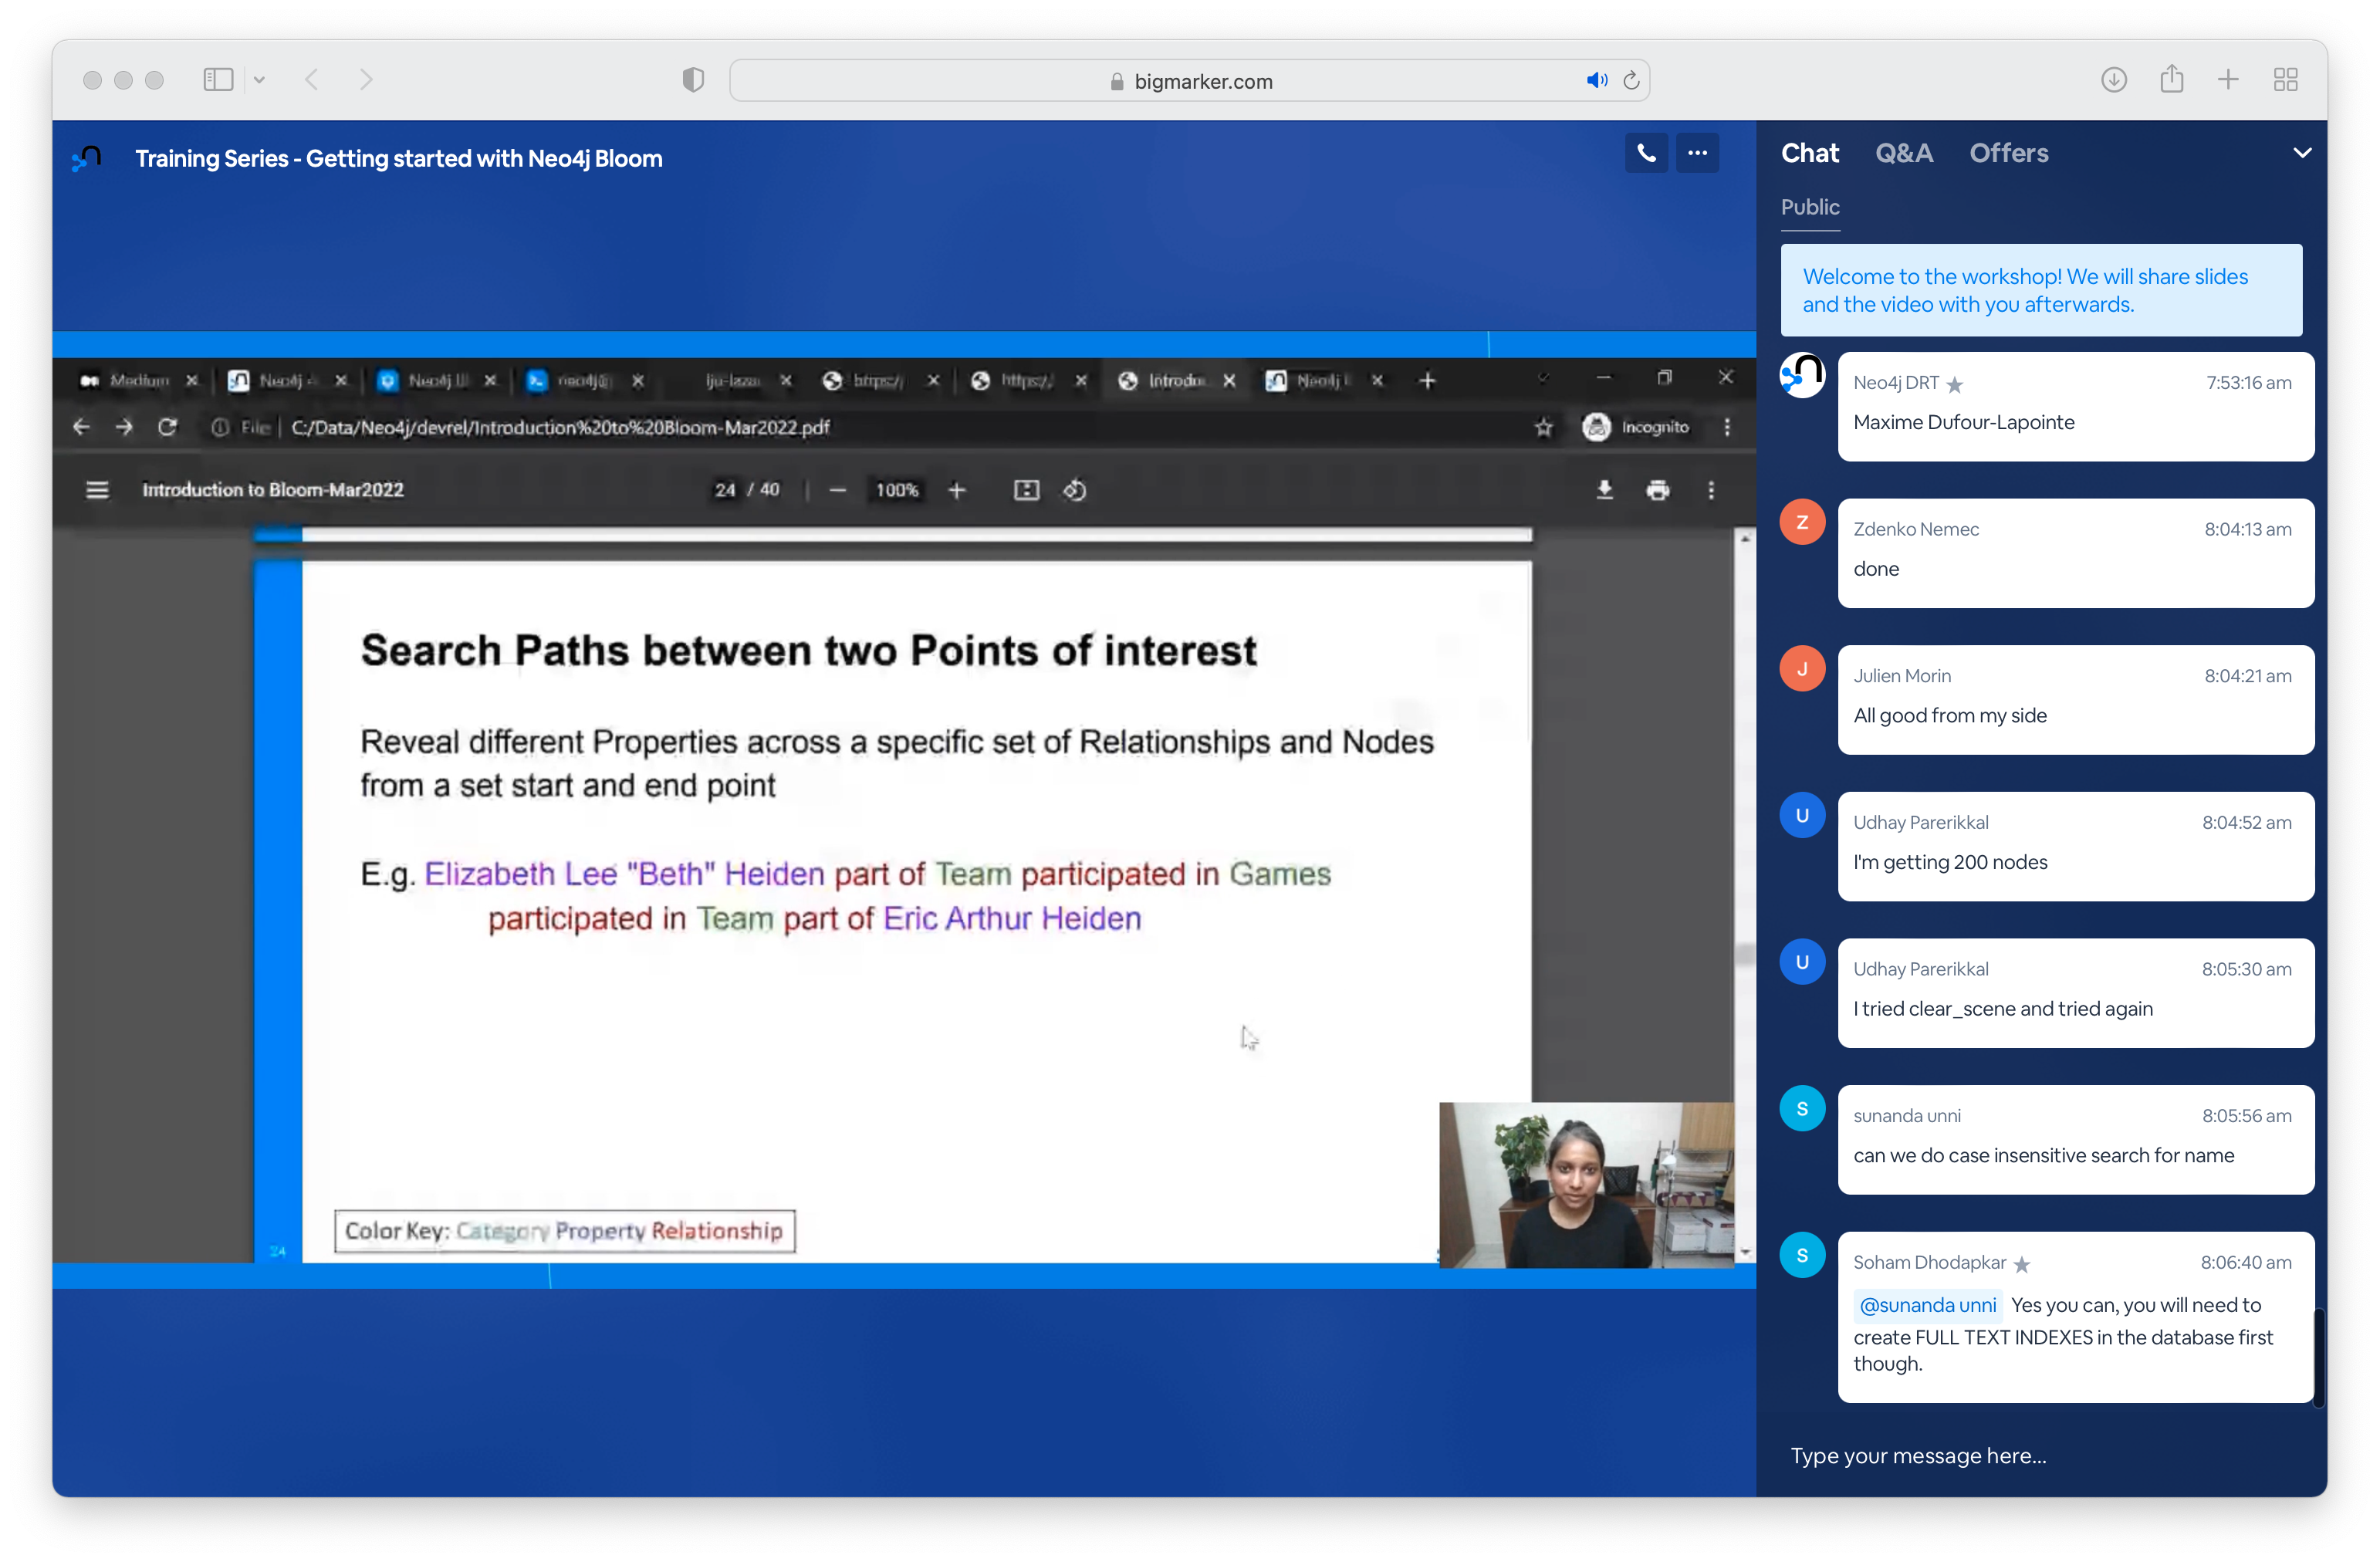 bigmarker.com
Training Series - Getting started with Neo4j Bloom
Medium
Neo4j
Neo4j
neo4j@
https:/
https:/
Introdu
Neo4j
File C:/Data/Neo4j/devrel/Introduction%20to%20Bloom-Mar2022.pdf
Incognito
Introduction to Bloom-Mar2022
24 / 40
100%
Search Paths between two Points of interest
Reveal different Properties across a specific set of Relationships and Nodes
from a set start and end point
E.g. Elizabeth Lee "Beth" Heiden part of Team participated in Games
participated in Team part of Eric Arthur Heiden
Color Key: Category Property Relationship
24
Chat Q&A Offers
Public
Welcome to the workshop! We will share slides
and the video with you afterwards.
Neo4j DRT 7:53:16 am
Maxime Dufour-Lapointe
Z
Zdenko Nemec 8:04:13 am
done
J
Julien Morin 8:04:21 am
All good from my side
U
Udhay Parerikkal 8:04:52 am
I'm getting 200 nodes
U
Udhay Parerikkal 8:05:30 am
I tried clear_scene and tried again
S
sunanda unni 8:05:56 am
can we do case insensitive search for name
S
Soham Dhodapkar 8:06:40 am
@sunanda unni Yes you can, you will need to
create FULL TEXT INDEXES in the database first
though.
Type your message here...